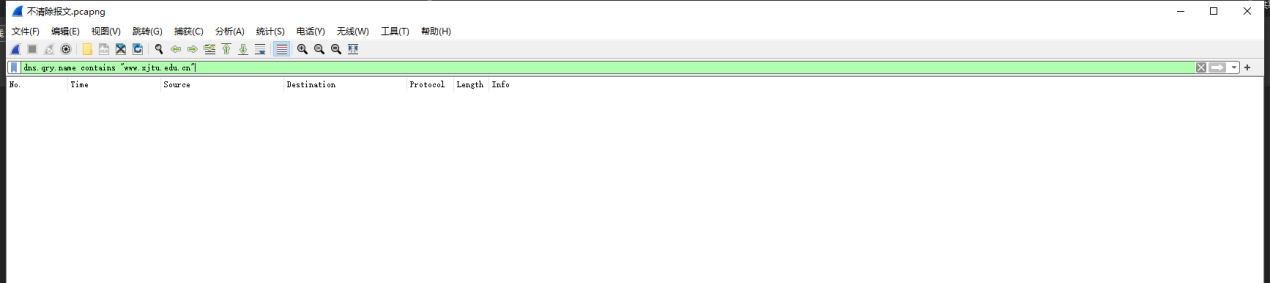 不清除报文.pcapng
文件(F) 编辑(E) 视图(V) 跳转(G) 捕获(C) 分析(A) 统计(S) 电话(Y) 无线(W) 工具(T) 帮助(H)
dns.qry.name contains "www.xjtu.edu.cn"
No. Time Source Destination Protocol Length Info